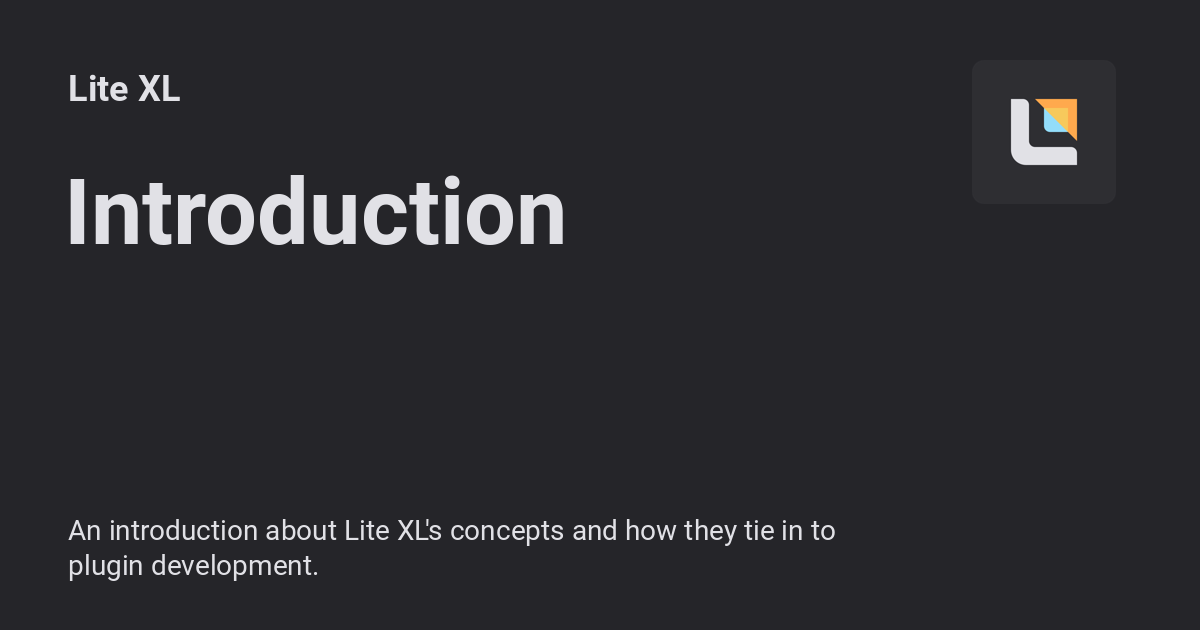 Lite XL
Introduction
An introduction about Lite XL's concepts and how they tie in to
plugin development.